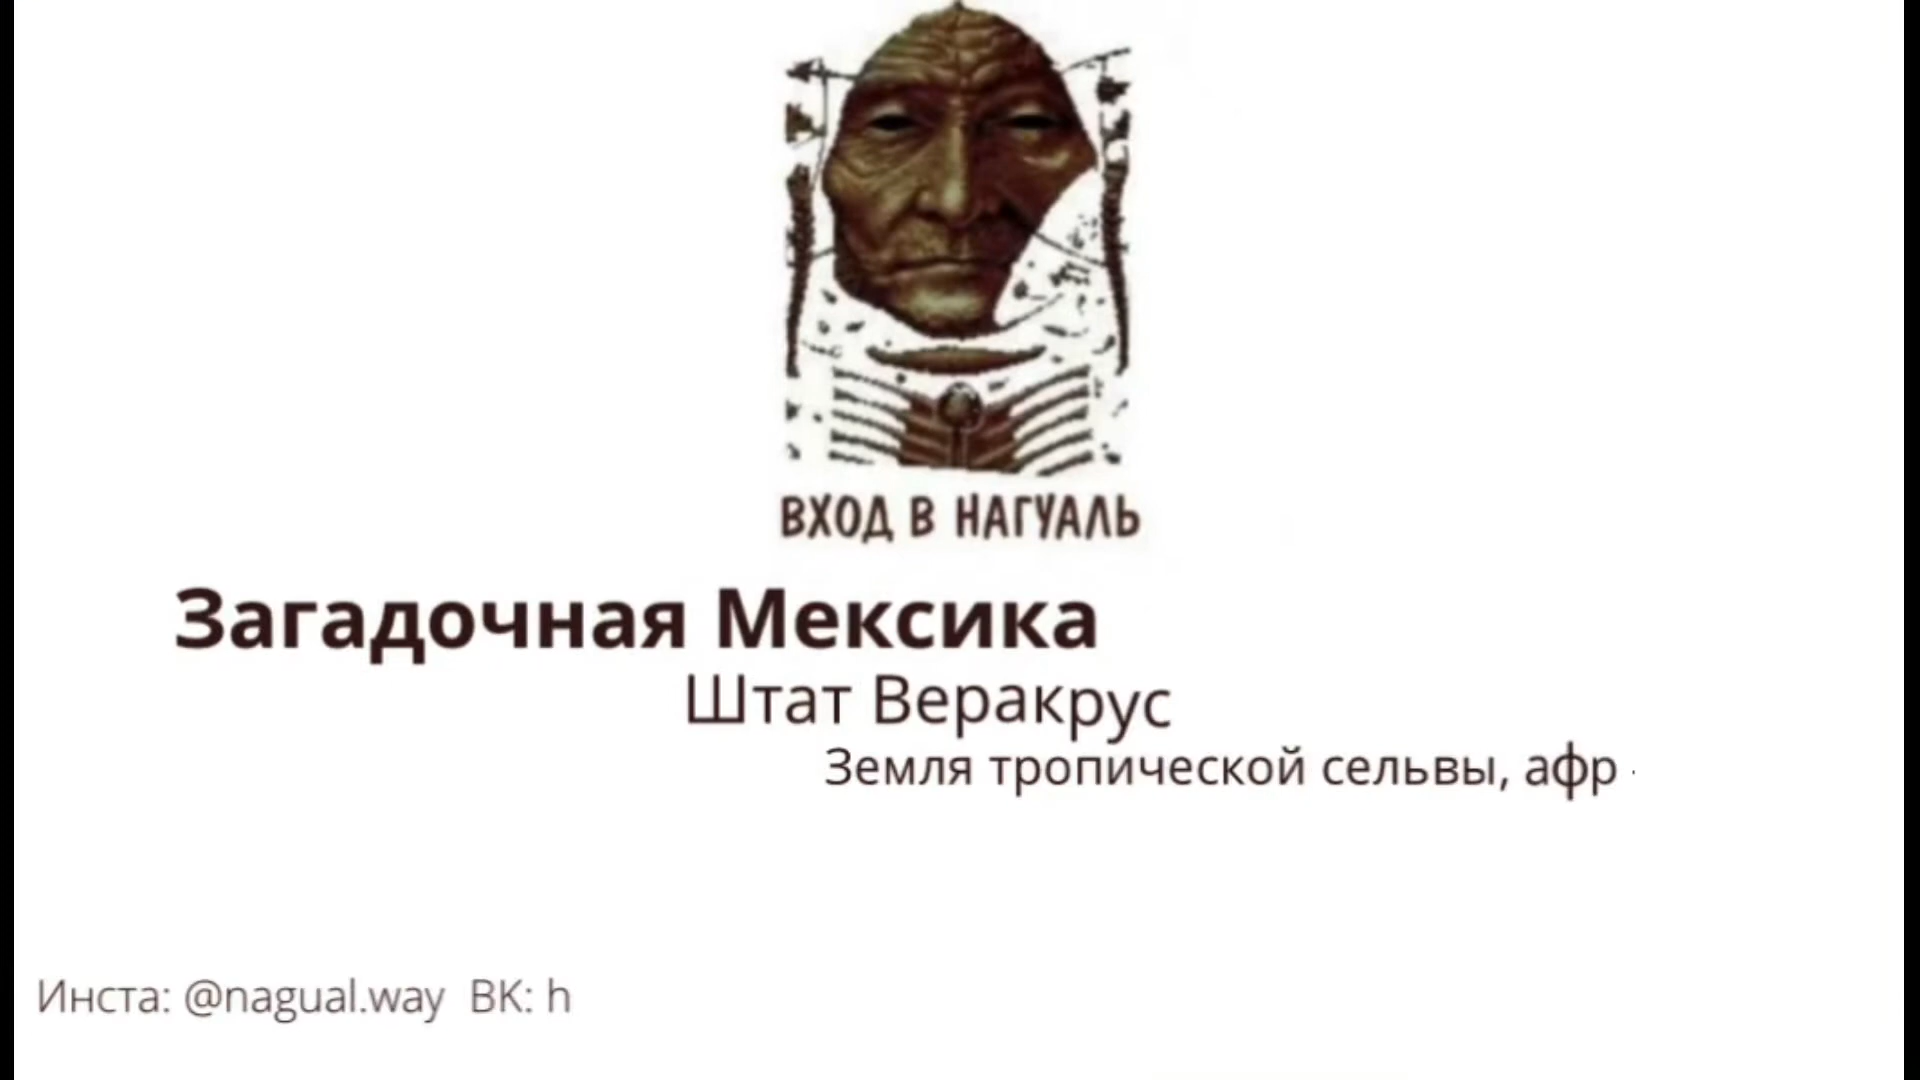 ВХОД В НАГУАЛЬ
Загадочная Мексика
Штат Веракрус
Земля тропической сельвы, афр
Инста: @nagual.way ВК: h